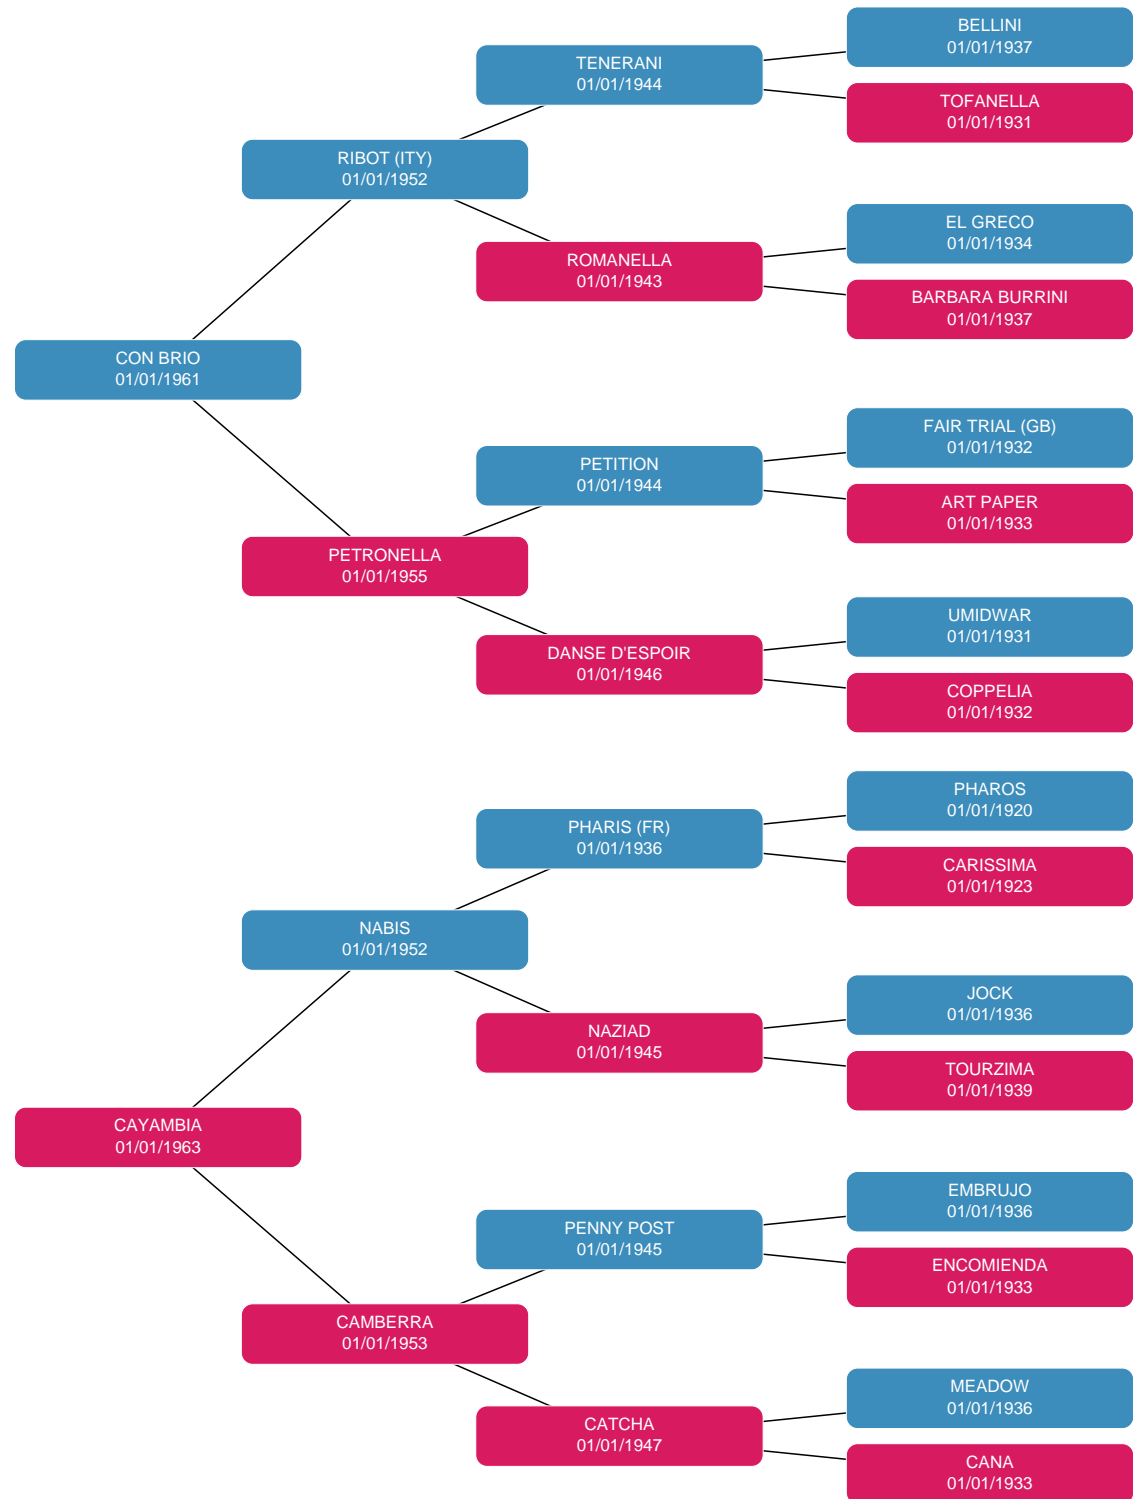 BELLINI
01/01/1937
TENERANI
01/01/1944
TOFANELLA
01/01/1931
RIBOT (ITY)
01/01/1952
EL GRECO
01/01/1934
ROMANELLA
01/01/1943
BARBARA BURRINI
01/01/1937
CON BRIO
01/01/1961
FAIR TRIAL (GB)
01/01/1932
PETITION
01/01/1944
ART PAPER
01/01/1933
PETRONELLA
01/01/1955
UMIDWAR
01/01/1931
DANSE D'ESPOIR
01/01/1946
COPPELIA
01/01/1932
PHAROS
01/01/1920
PHARIS (FR)
01/01/1936
CARISSIMA
01/01/1923
NABIS
01/01/1952
JOCK
01/01/1936
NAZIAD
01/01/1945
TOURZIMA
01/01/1939
CAYAMBIA
01/01/1963
EMBRUJO
01/01/1936
PENNY POST
01/01/1945
ENCOMIENDA
01/01/1933
CAMBERRA
01/01/1953
MEADOW
01/01/1936
CATCHA
01/01/1947
CANA
01/01/1933